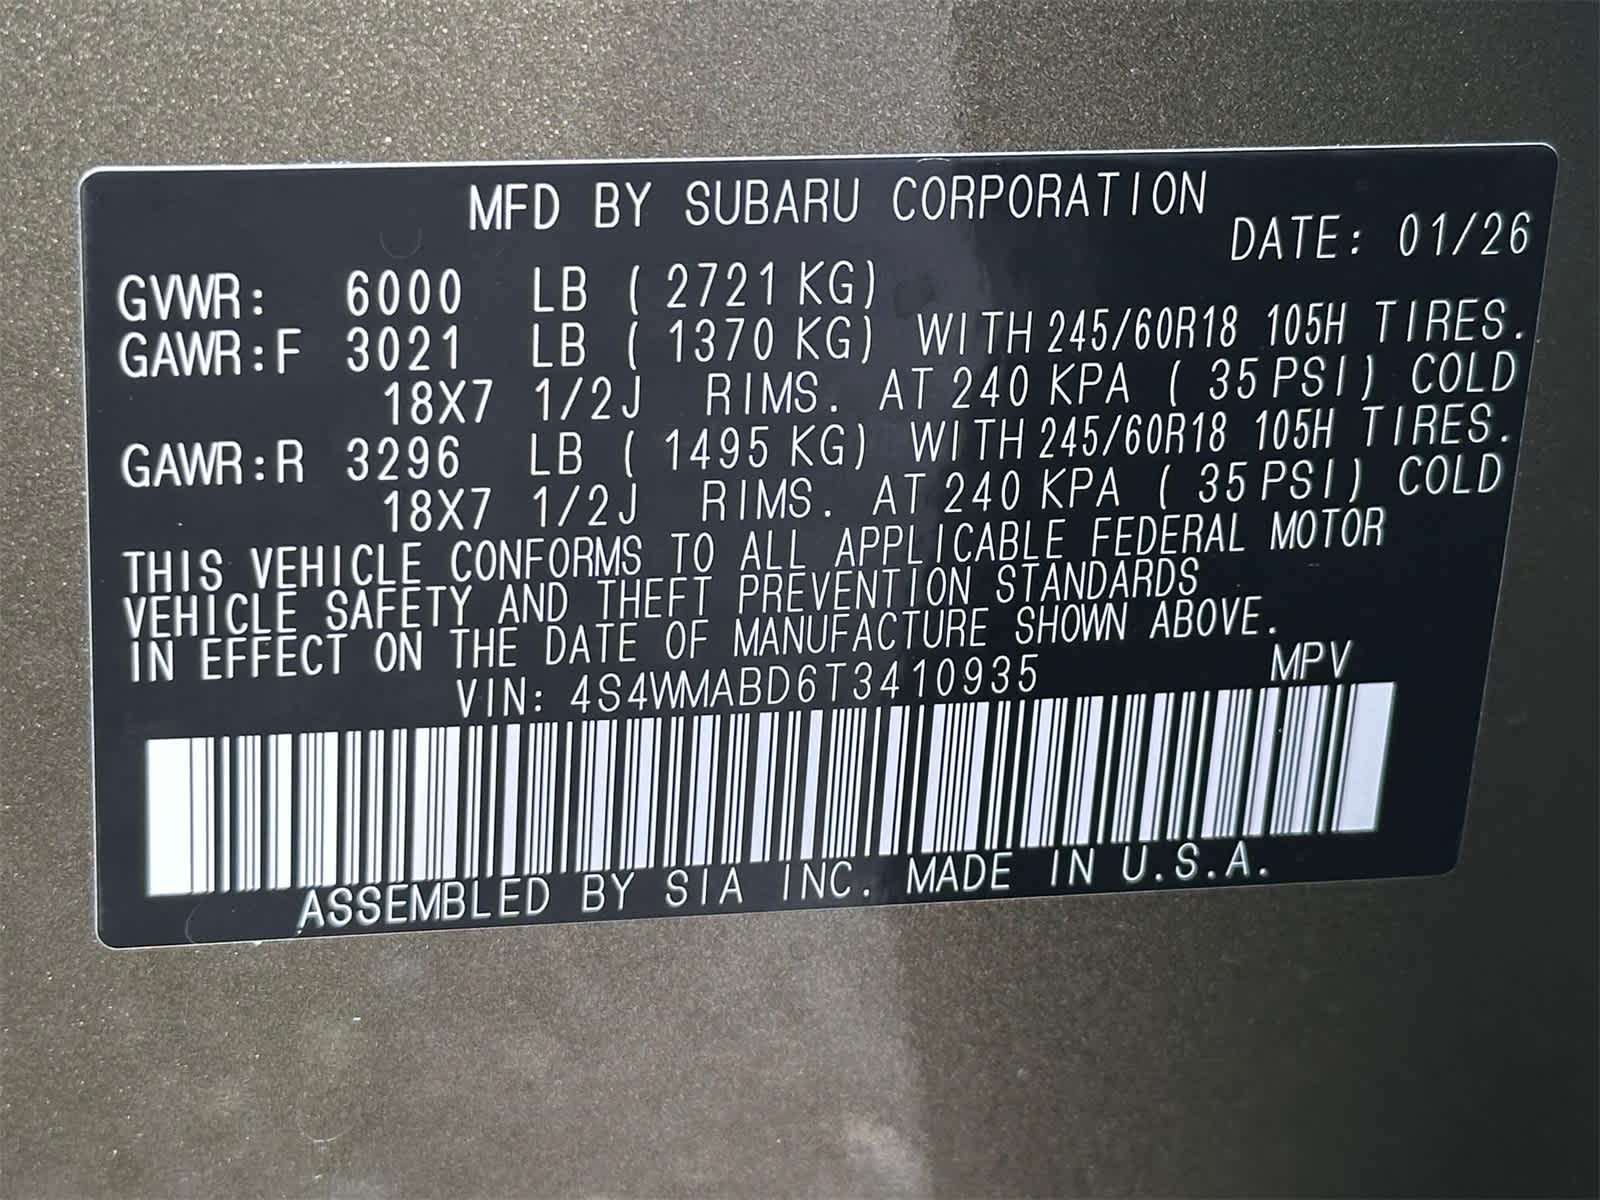 MFD BY SUBARU CORPORATION
DATE: 01/26
GVWR: 6000 LB ( 2721 KG)
GAWR:F 3021 LB ( 1370 KG) WITH 245/60R18 105H TIRES.
18X7 1/2J RIMS. AT 240 KPA ( 35 PSI) COLD
GAWR:R 3296 LB ( 1495 KG) WITH 245/60R18 105H TIRES.
18X7 1/2J RIMS. AT 240 KPA ( 35 PSI) COLD
THIS VEHICLE CONFORMS TO ALL APPLICABLE FEDERAL MOTOR
VEHICLE SAFETY AND THEFT PREVENTION STANDARDS
IN EFFECT ON THE DATE OF MANUFACTURE SHOWN ABOVE.
VIN: 4S4WMABD6T3410935 MPV
ASSEMBLED BY SIA INC. MADE IN U.S.A.